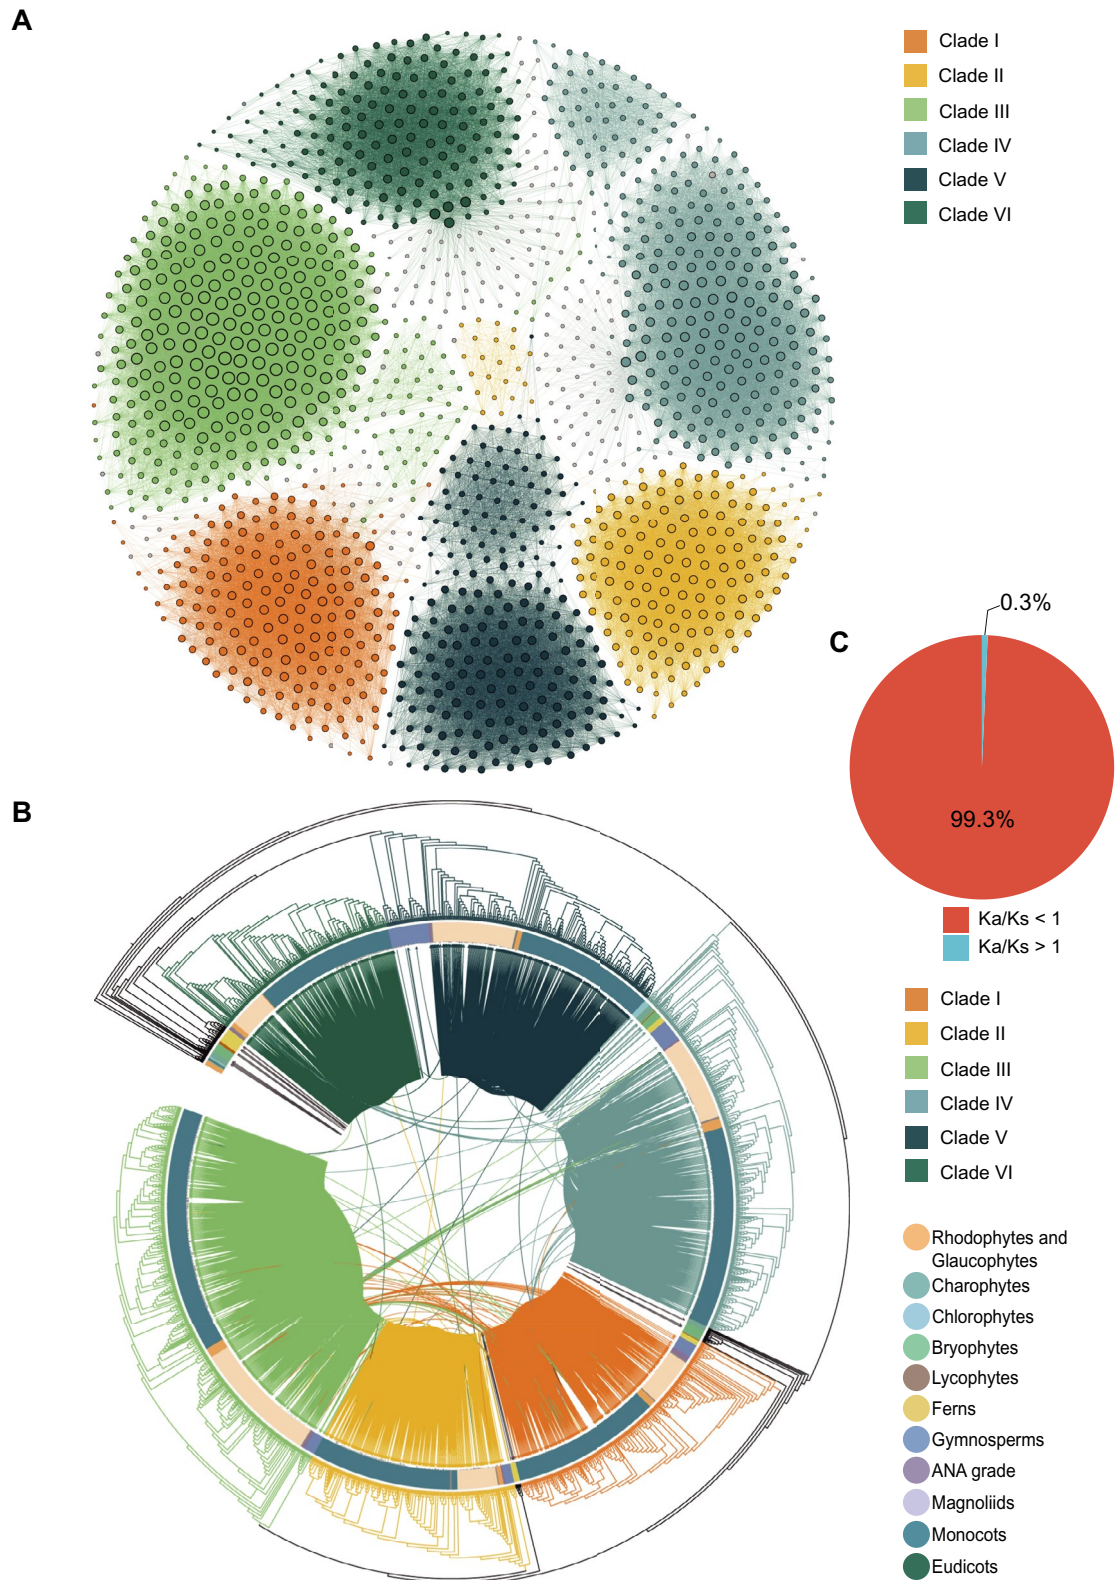 A
Clade I
Clade II
Clade III
Clade IV
Clade V
Clade VI
C
0.3%
99.3%
Ka/Ks < 1
Ka/Ks > 1
B
Clade I
Clade II
Clade III
Clade IV
Clade V
Clade VI
Rhodophytes and
Glaucophytes
Charophytes
Chlorophytes
Bryophytes
Lycophytes
Ferns
Gymnosperms
ANA grade
Magnoliids
Monocots
Eudicots